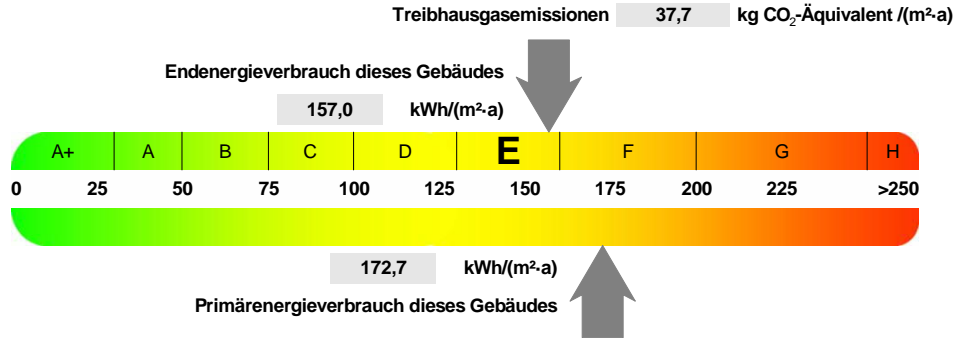 Treibhausgasemissionen 37,7 kg CO₂-Äquivalent /(m²·a)
Endenergieverbrauch dieses Gebäudes
157,0 kWh/(m²·a)
A+ A B C D E F G H
0 25 50 75 100 125 150 175 200 225 >250
172,7 kWh/(m²·a)
Primärenergieverbrauch dieses Gebäudes